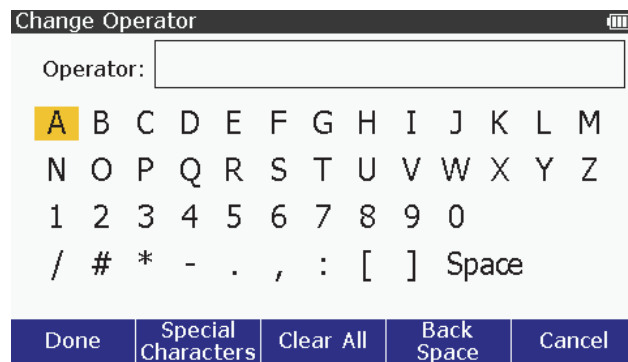 Change Operator
Operator:
A B C D E F G H I J K L M
N O P Q R S T U V W X Y Z
1 2 3 4 5 6 7 8 9 0
/ # * - . , : [ ] Space
Done Special Characters Clear All Back Space Cancel